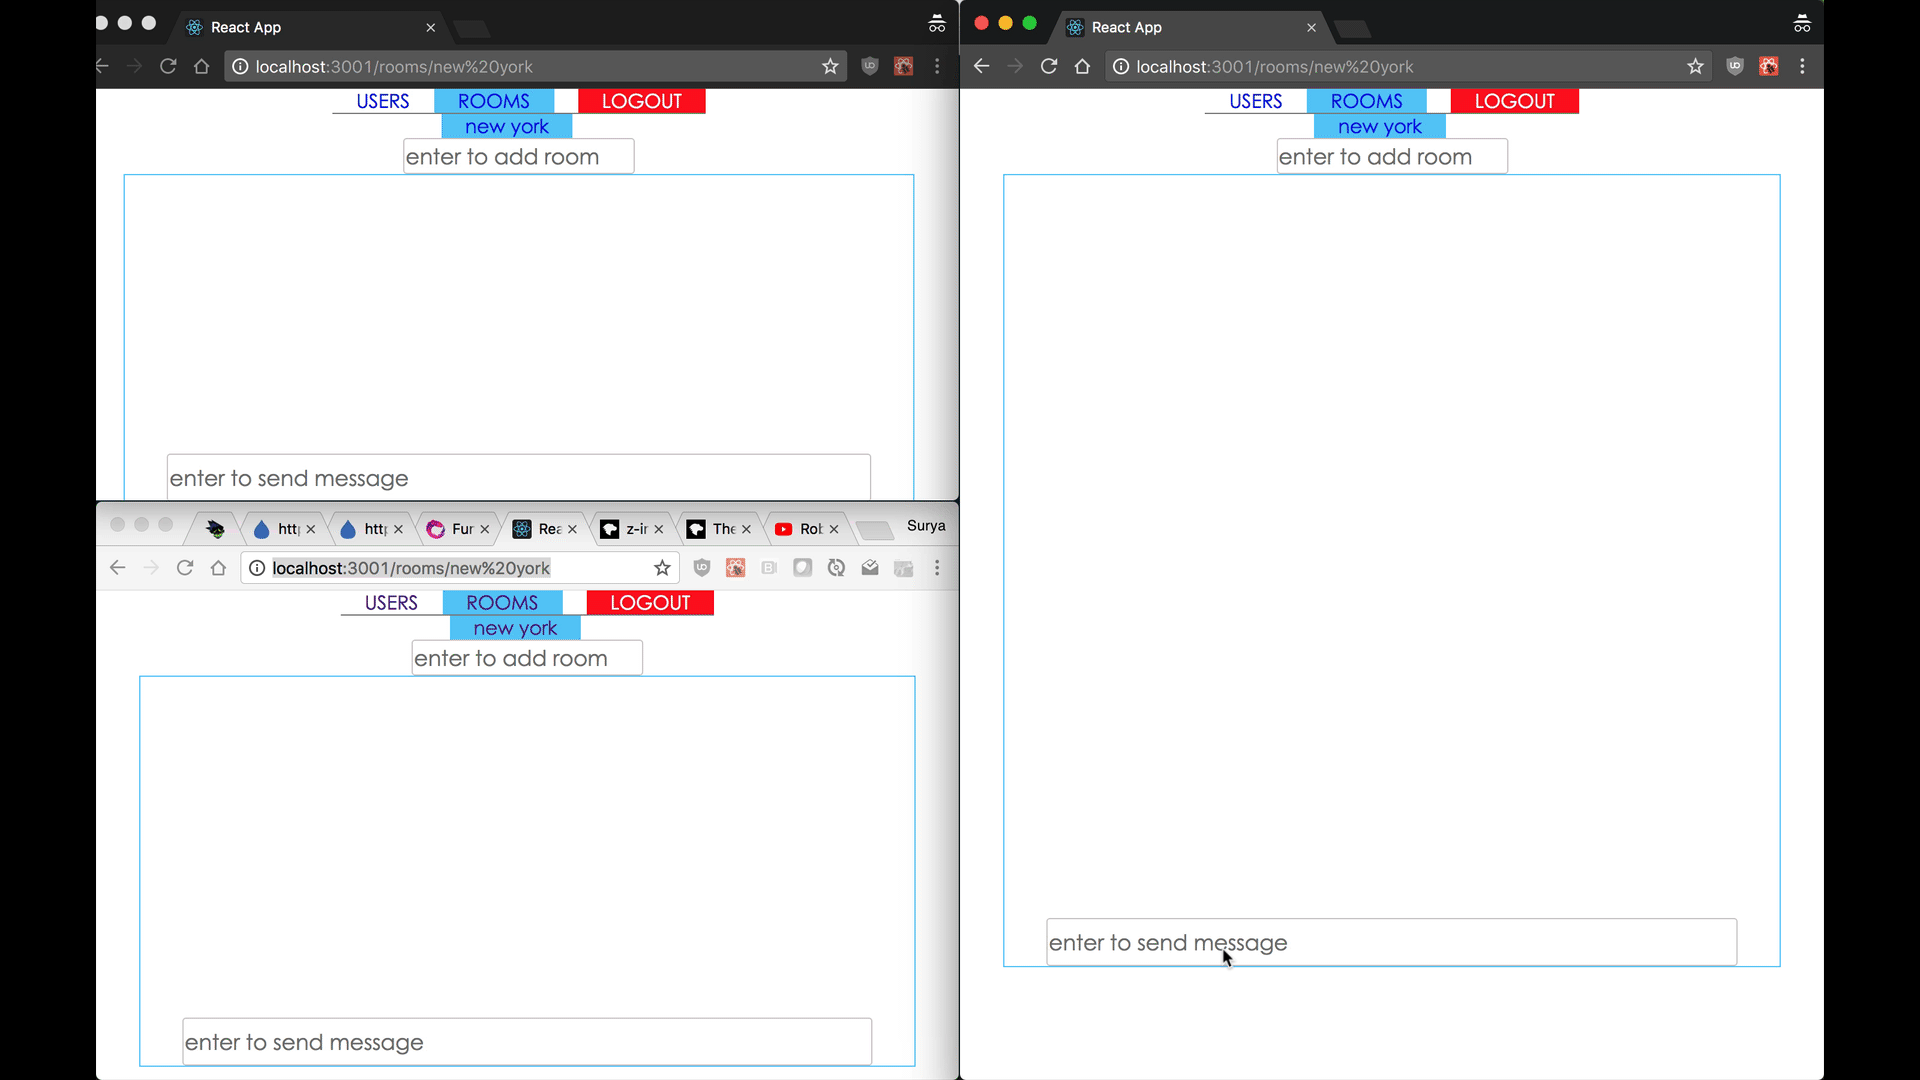 React App
localhost:3001/rooms/new%20york
USERS ROOMS LOGOUT
new york
enter to add room
enter to send message
htt Fur Rea z-ir The Rob Surya
localhost:3001/rooms/new%20york
USERS ROOMS LOGOUT
new york
enter to add room
enter to send message
React App
localhost:3001/rooms/new%20york
USERS ROOMS LOGOUT
new york
enter to add room
enter to send message